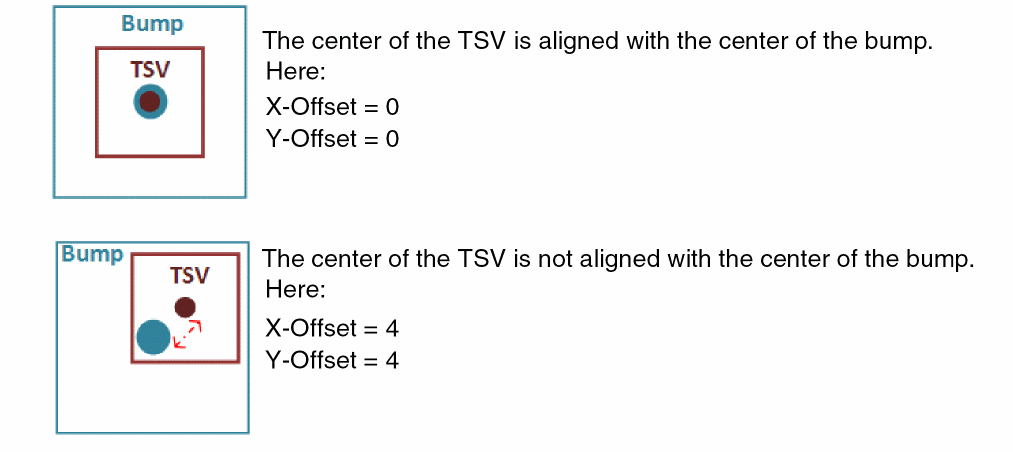 Bump
TSV
The center of the TSV is aligned with the center of the bump.
Here:
X-Offset = 0
Y-Offset = 0
Bump
TSV
The center of the TSV is not aligned with the center of the bump.
Here:
X-Offset = 4
Y-Offset = 4